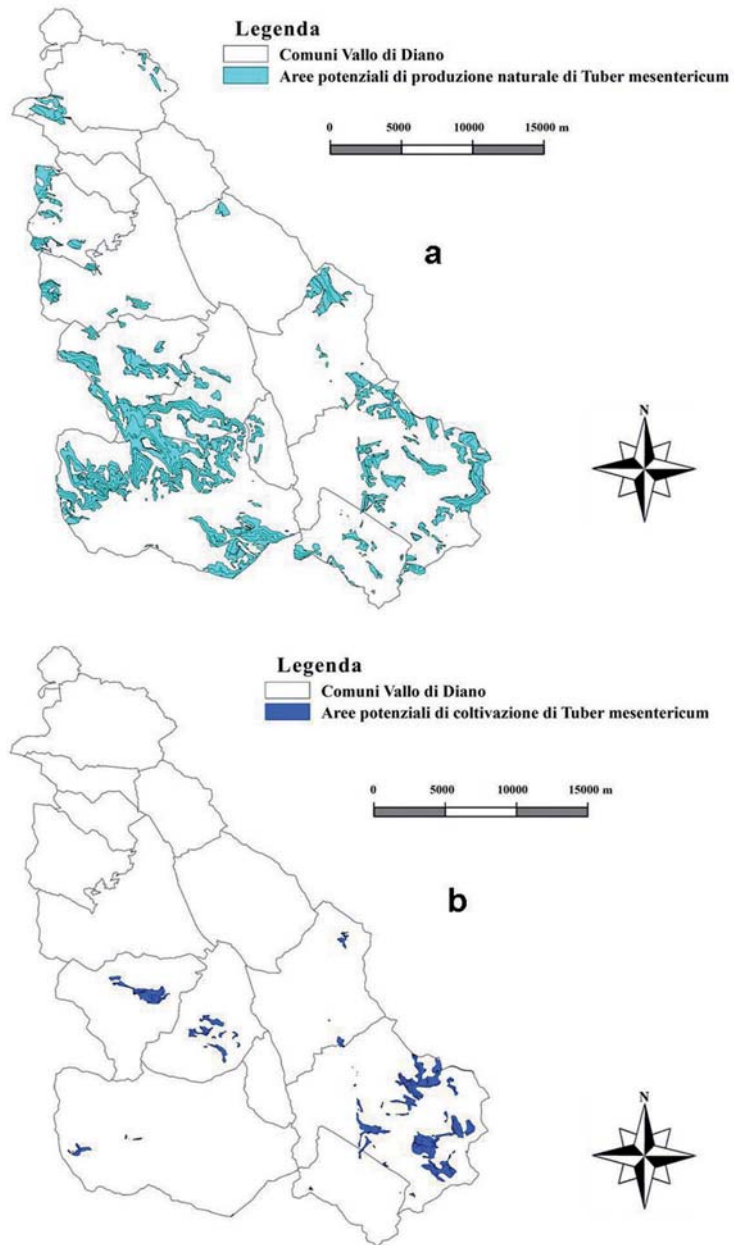 Legenda
Comuni Vallo di Diano
Aree potenziali di produzione naturale di Tuber mesentericum
0 5000 10000 15000 m
a
N
Legenda
Comuni Vallo di Diano
Aree potenziali di coltivazione di Tuber mesentericum
0 5000 10000 15000 m
b
N